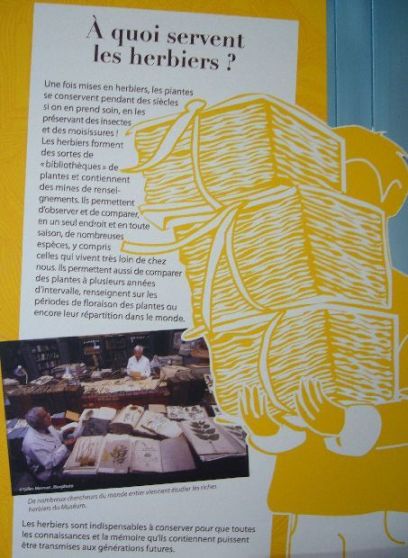 À quoi servent
les herbiers ?
Une fois mises en herbiers, les plantes
se conservent pendant des siècles
si on en prend soin, en les
préservant des insectes
et des moisissures !
Les herbiers forment
des sortes de
« bibliothèques » de
plantes et contiennent
des mines de rensei-
gnements. Ils permettent
d'observer et de comparer,
en un seul endroit et en toute
saison, de nombreuses
espèces, y compris
celles qui vivent très loin de chez
nous. Ils permettent aussi de comparer
des plantes à plusieurs années
d'intervalle, renseignent sur les
périodes de floraison des plantes ou
encore leur répartition dans le monde.
De nombreux chercheurs du monde entier viennent étudier les riches
herbiers du Muséum.
Les herbiers sont indispensables à conserver pour que toutes
les connaissances et la mémoire qu'ils contiennent puissent
être transmises aux générations futures.